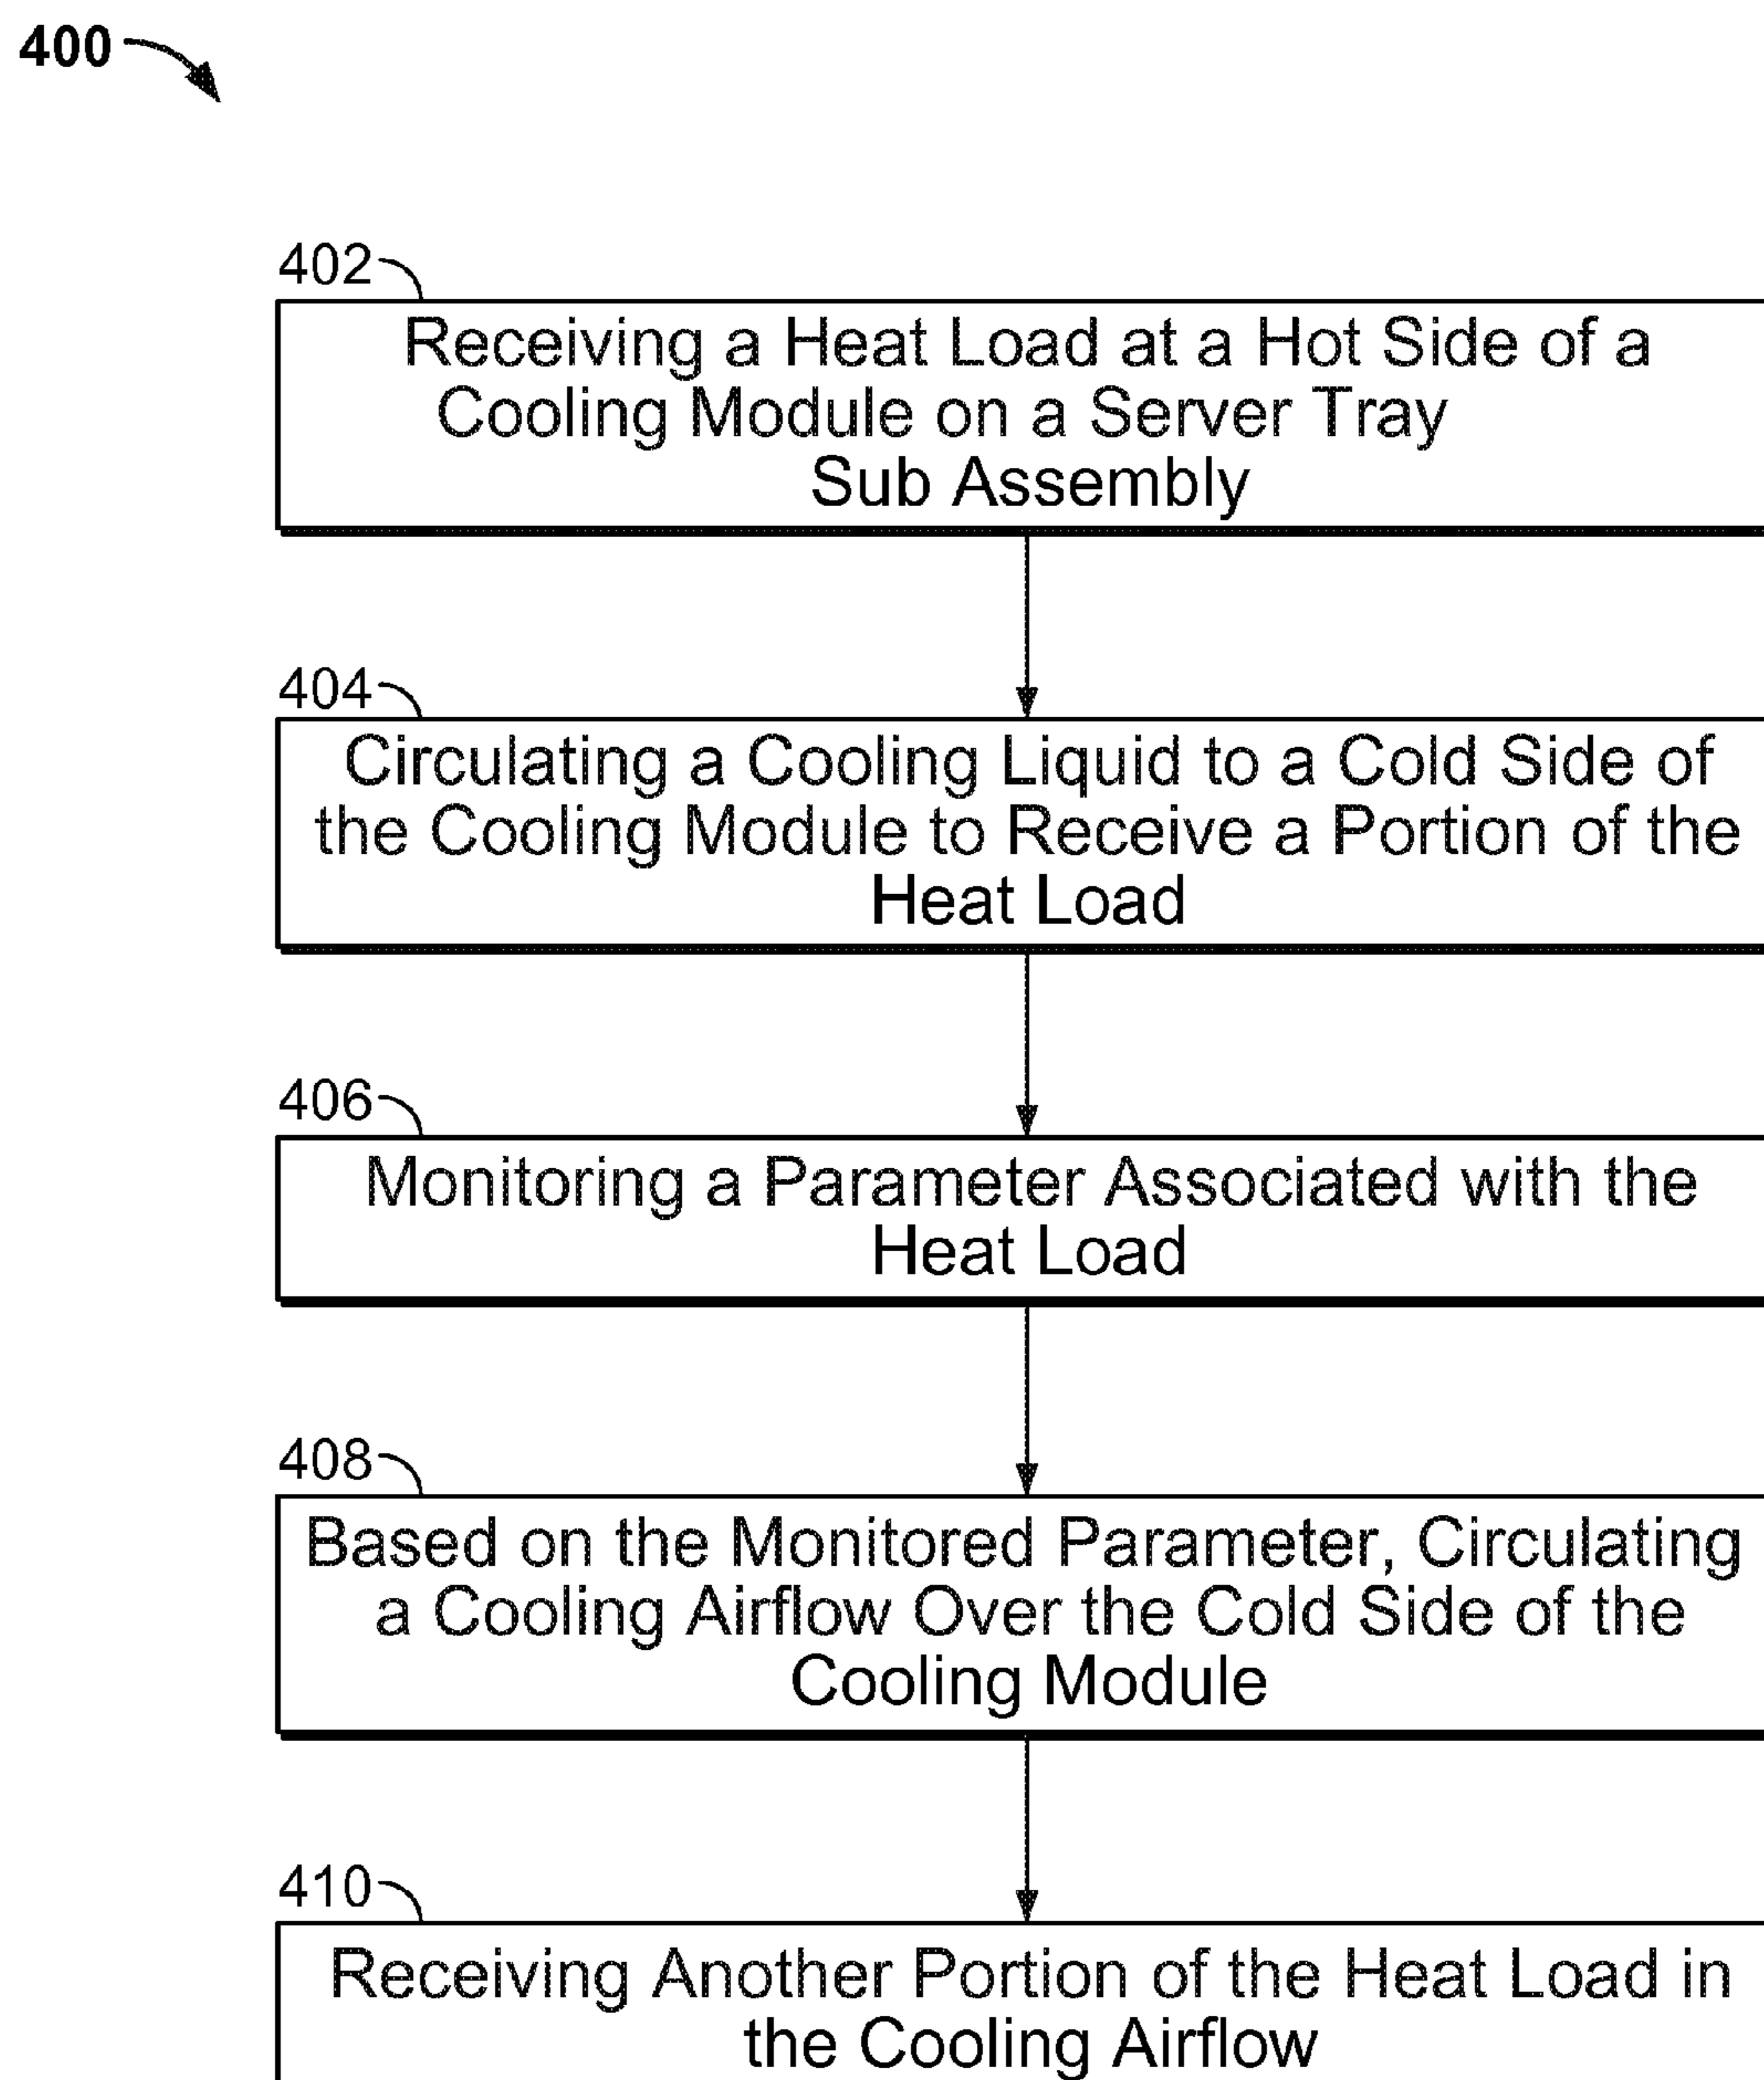 400
402
Receiving a Heat Load at a Hot Side of a
Cooling Module on a Server Tray
Sub Assembly
404
Circulating a Cooling Liquid to a Cold Side of
the Cooling Module to Receive a Portion of the
Heat Load
406
Monitoring a Parameter Associated with the
Heat Load
408
Based on the Monitored Parameter, Circulating
a Cooling Airflow Over the Cold Side of the
Cooling Module
410
Receiving Another Portion of the Heat Load in
the Cooling Airflow